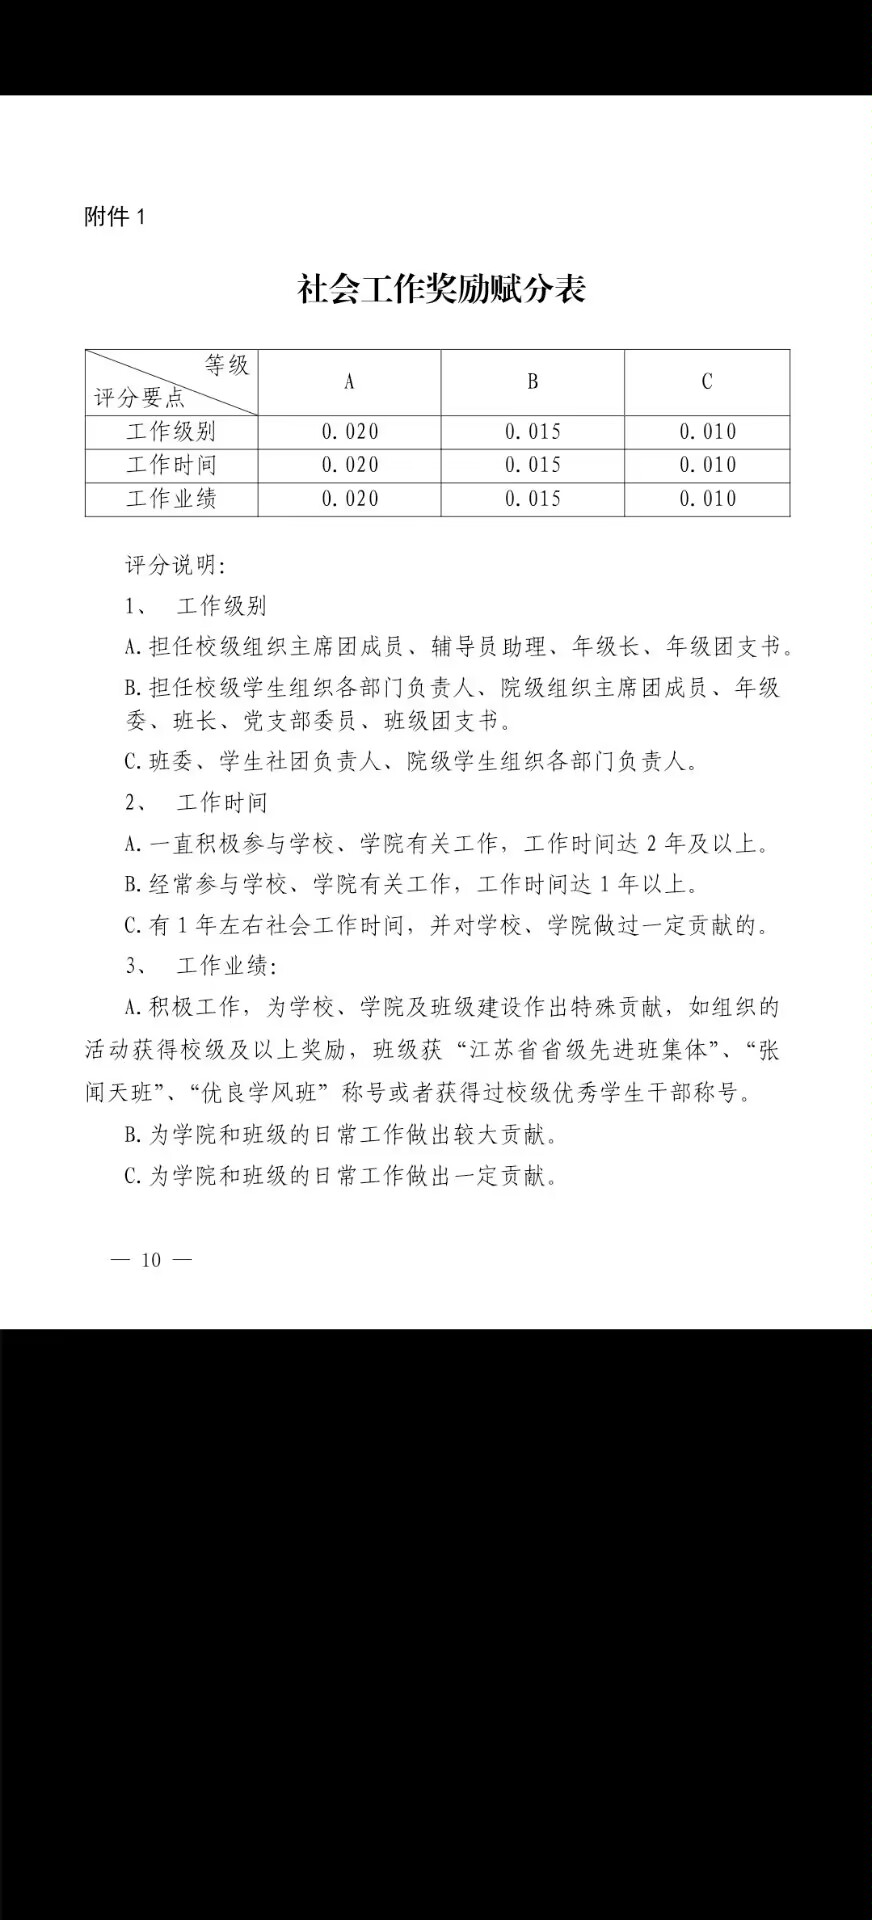 附件 1
社会工作奖励赋分表
等级
评分要点
A B C
工作级别 0.020 0.015 0.010
工作时间 0.020 0.015 0.010
工作业绩 0.020 0.015 0.010
评分说明：
1、 工作级别
A.担任校级组织主席团成员、辅导员助理、年级长、年级团支书。
B.担任校级学生组织各部门负责人、院级组织主席团成员、年级
委、班长、党支部委员、班级团支书。
C.班委、学生社团负责人、院级学生组织各部门负责人。
2、 工作时间
A.一直积极参与学校、学院有关工作，工作时间达 2 年及以上。
B.经常参与学校、学院有关工作，工作时间达 1 年以上。
C.有 1 年左右社会工作时间，并对学校、学院做过一定贡献的。
3、 工作业绩：
A.积极工作，为学校、学院及班级建设作出特殊贡献，如组织的
活动获得校级及以上奖励，班级获“江苏省省级先进班集体”、“张
闻天班”、“优良学风班”称号或者获得过校级优秀学生干部称号。
B.为学院和班级的日常工作做出较大贡献。
C.为学院和班级的日常工作做出一定贡献。
— 10 —